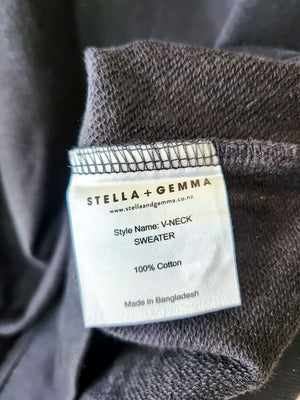 STELLA + GEMMA
www.stellaandgemma.co.nz
Style Name: V-NECK
SWEATER
100% Cotton
Made in Bangladesh